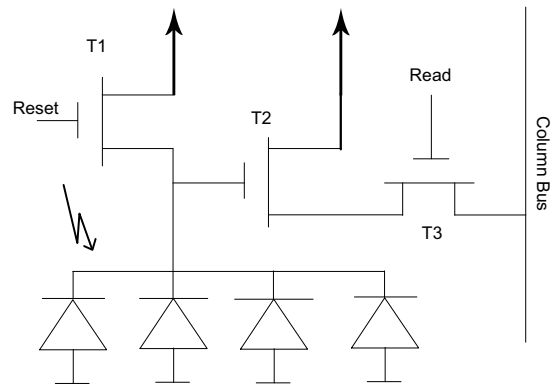 T1
Reset
T2
Read
T3
Column Bus